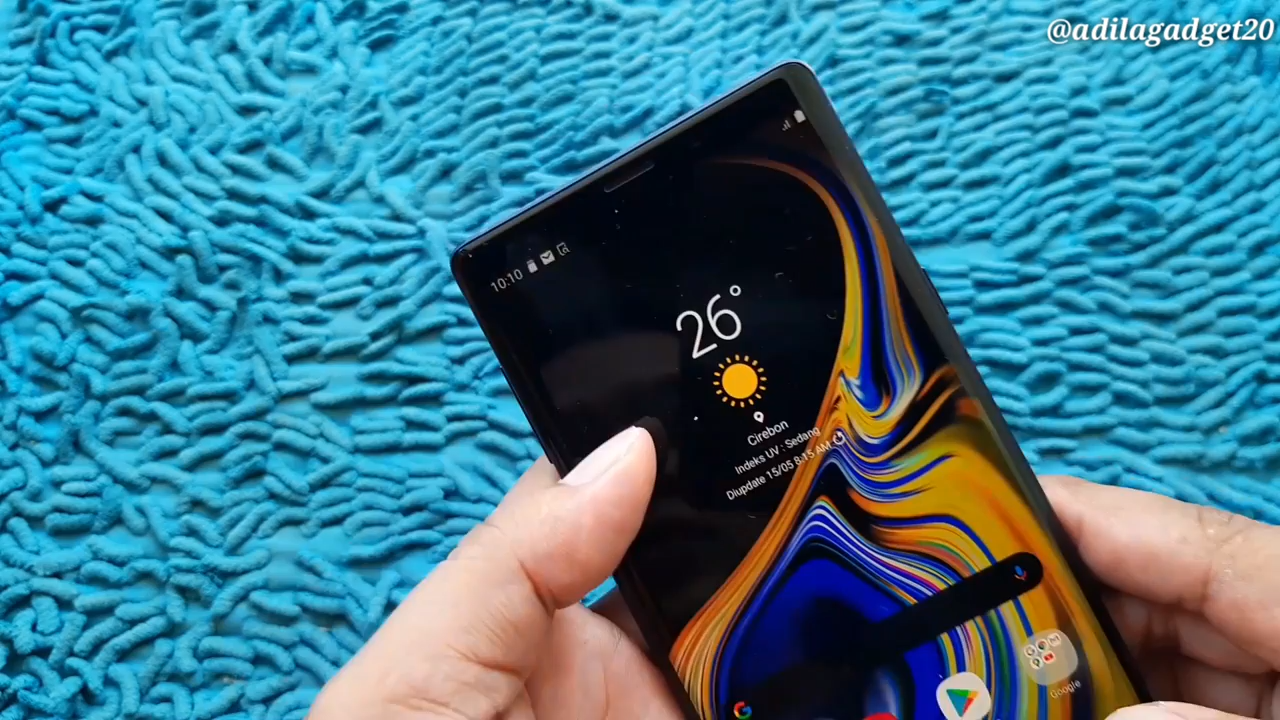 @adilagadget20
10:10
26°
Cirebon
Indeks UV : Sedang
Diupdate 15/05 8:15 AM
Google